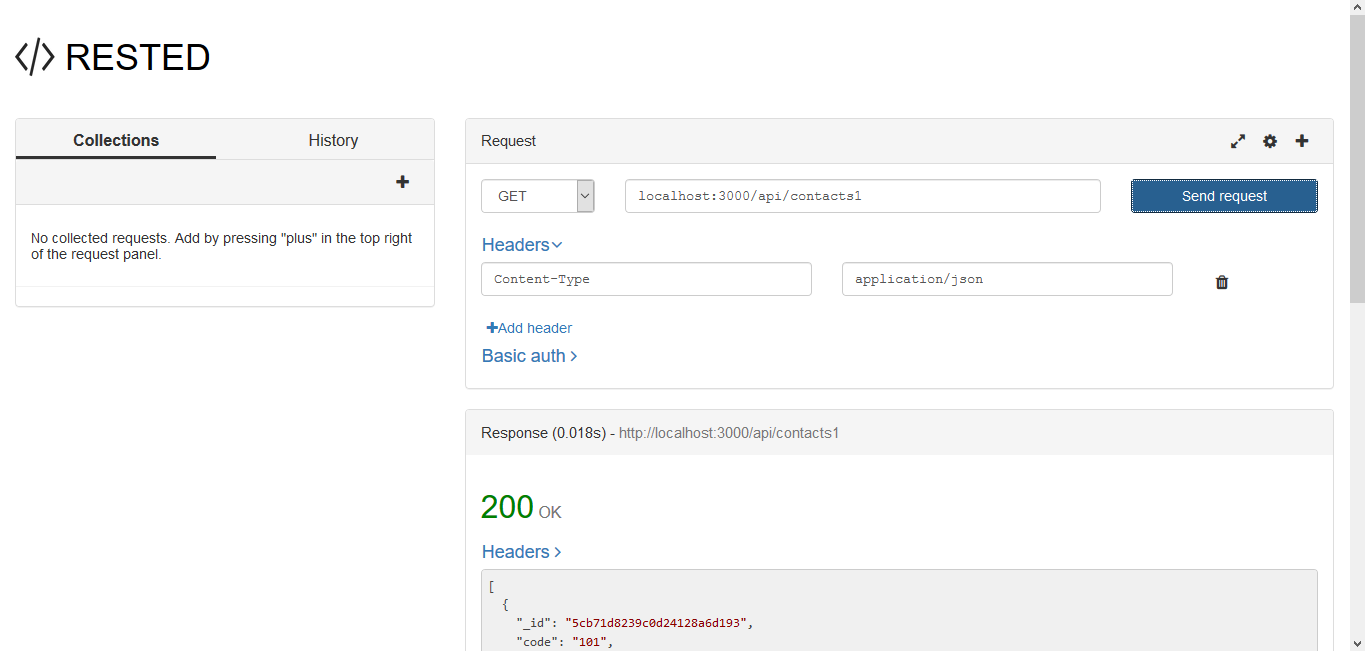 </> RESTED
Collections History
No collected requests. Add by pressing "plus" in the top right
of the request panel.
Request
GET localhost:3000/api/contacts1 Send request
Headers
Content-Type application/json
Add header
Basic auth
Response (0.018s) - http://localhost:3000/api/contacts1
200 OK
Headers
[
{
"_id": "5cb71d8239c0d24128a6d193",
"code": "101",